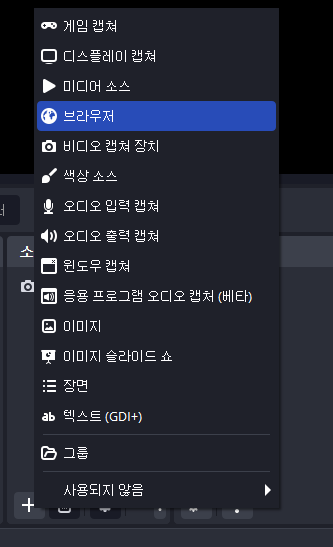 게임 캡쳐
디스플레이 캡쳐
미디어 소스
브라우저
비디오 캡쳐 장치
색상 소스
오디오 입력 캡쳐
오디오 출력 캡쳐
윈도우 캡쳐
응용 프로그램 오디오 캡처 (베타)
이미지
이미지 슬라이드 쇼
장면
텍스트 (GDI+)
그룹
사용되지 않음